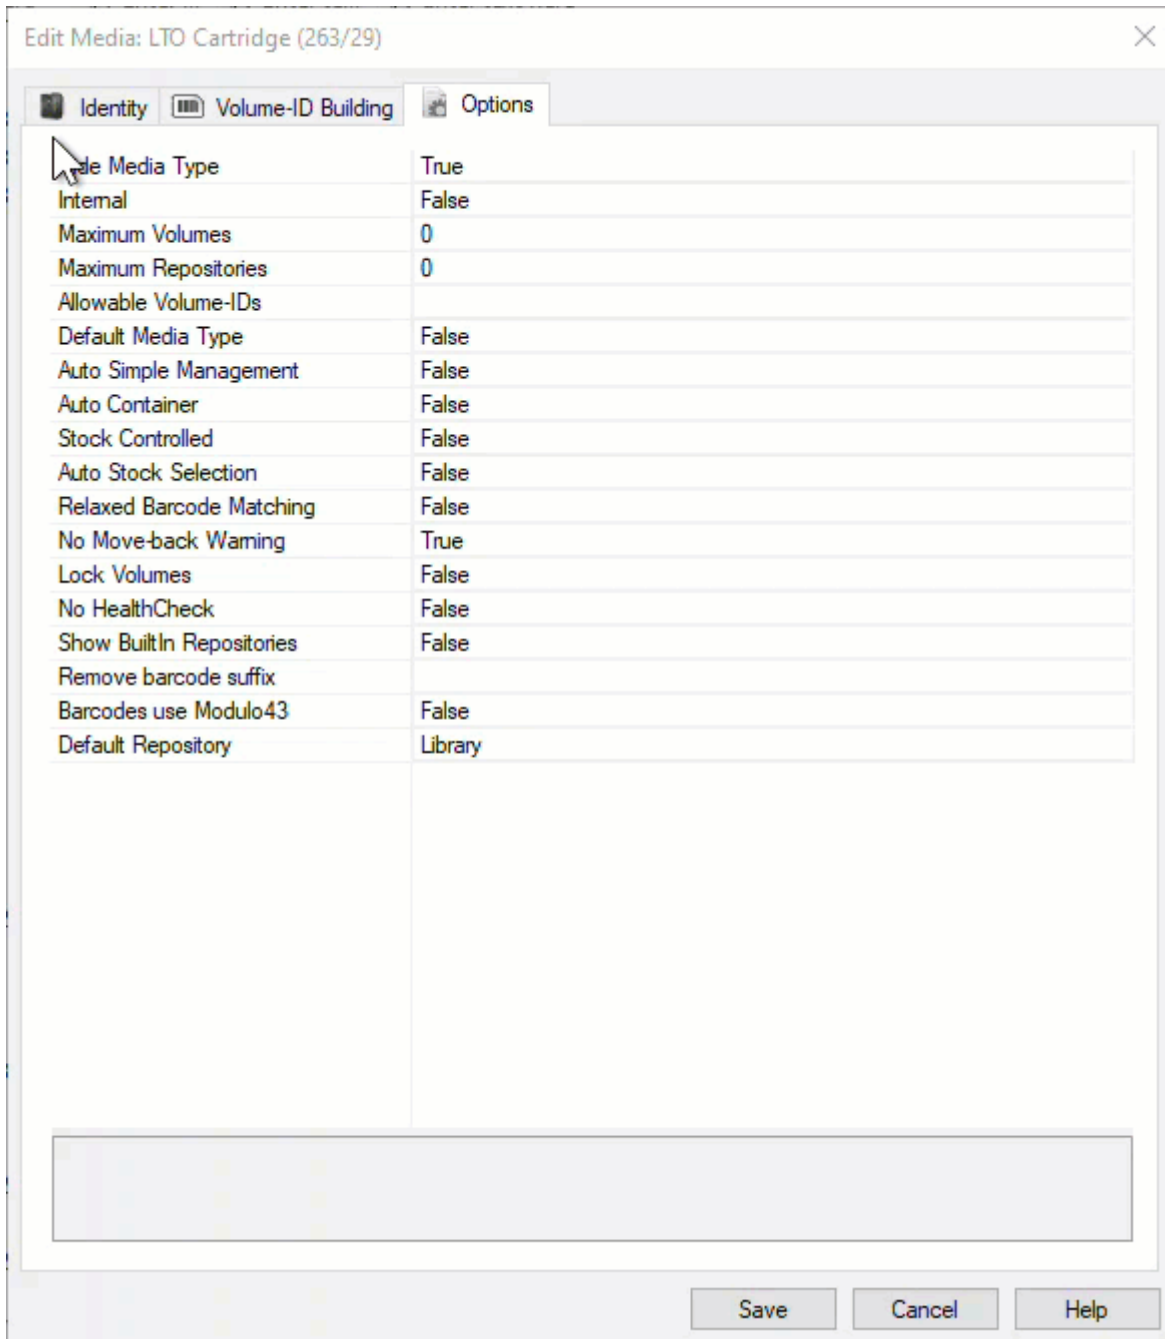 Edit Media: LTO Cartridge (263/29)
Identity Volume-ID Building Options
Media Type True
Internal False
Maximum Volumes 0
Maximum Repositories 0
Allowable Volume-IDs
Default Media Type False
Auto Simple Management False
Auto Container False
Stock Controlled False
Auto Stock Selection False
Relaxed Barcode Matching False
No Move-back Warning True
Lock Volumes False
No HealthCheck False
Show BuiltIn Repositories False
Remove barcode suffix
Barcodes use Modulo43 False
Default Repository Library
Save Cancel Help